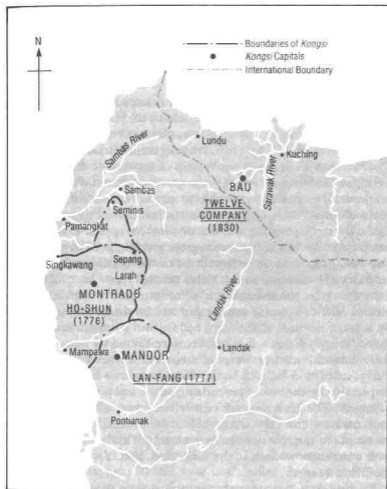 N
Boundaries of Kongsi
Kongsi Capitals
International Boundary
Sambas River
Lundu
Kuching
Sarawak River
BAU
TWELVE
COMPANY
(1830)
Sambas
Seminis
Pamangkat
Singkawang
Sepang
Larah
MONTRADO
HO-SHUN
(1776)
Landak River
Mampawa
MANDOR
Landak
LAN-FANG (1777)
Pontianak